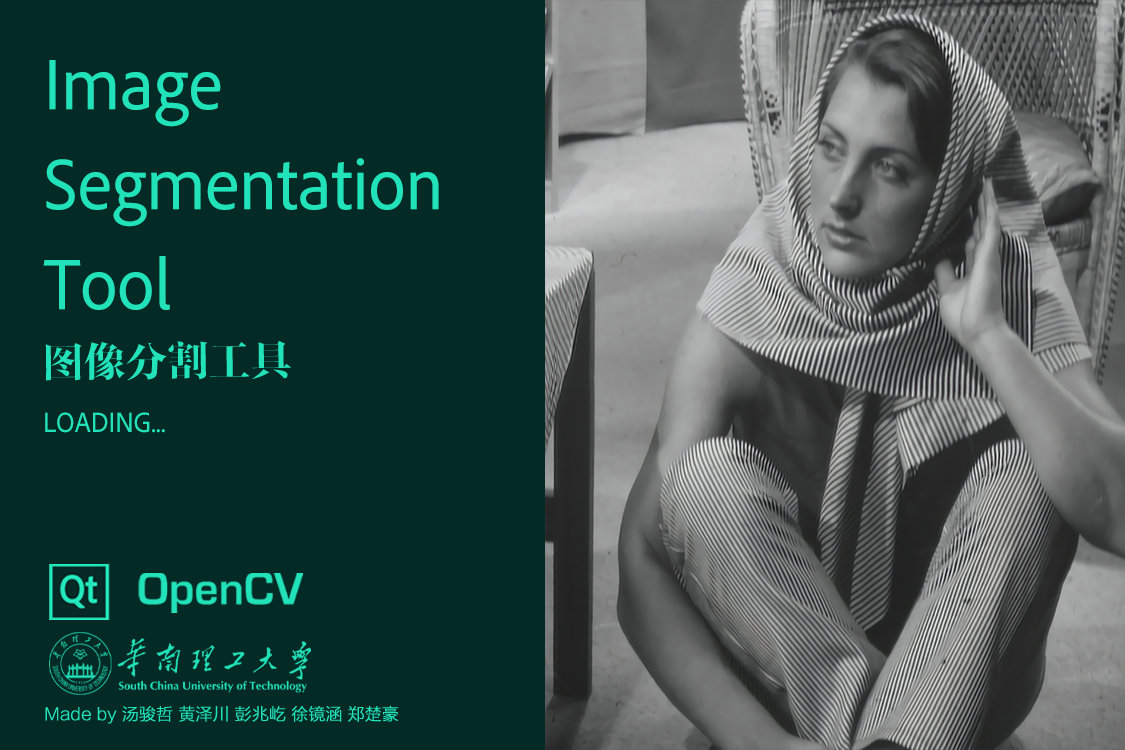 Image
Segmentation
Tool
图像分割工具
LOADING...
Qt OpenCV
華南理工大學
South China University of Technology
Made by 汤骏哲 黄泽川 彭兆屹 徐镜涵 郑楚豪